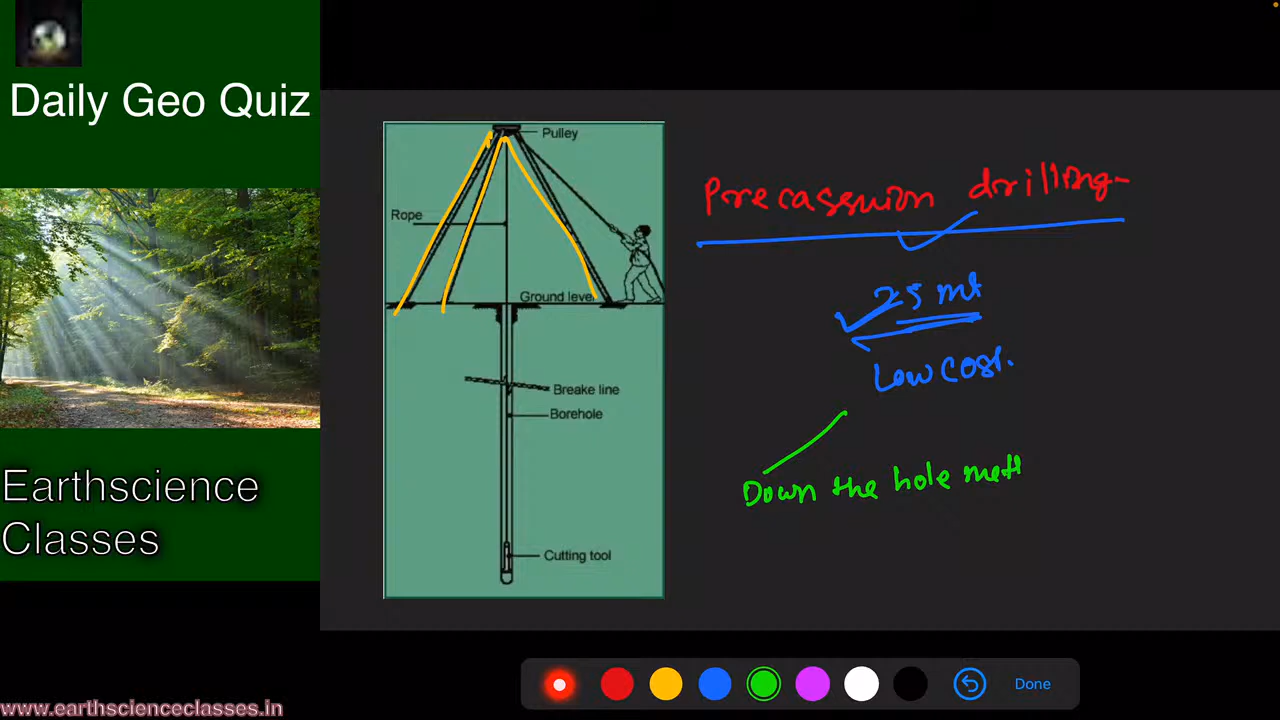 Daily Geo Quiz
Earthscience
Classes
www.earthscienceclasses.in
Pulley
Rope
Ground level
Breake line
Borehole
Cutting tool
Precassuion drilling-
25 mt
Low cost.
Down the hole meth
Done